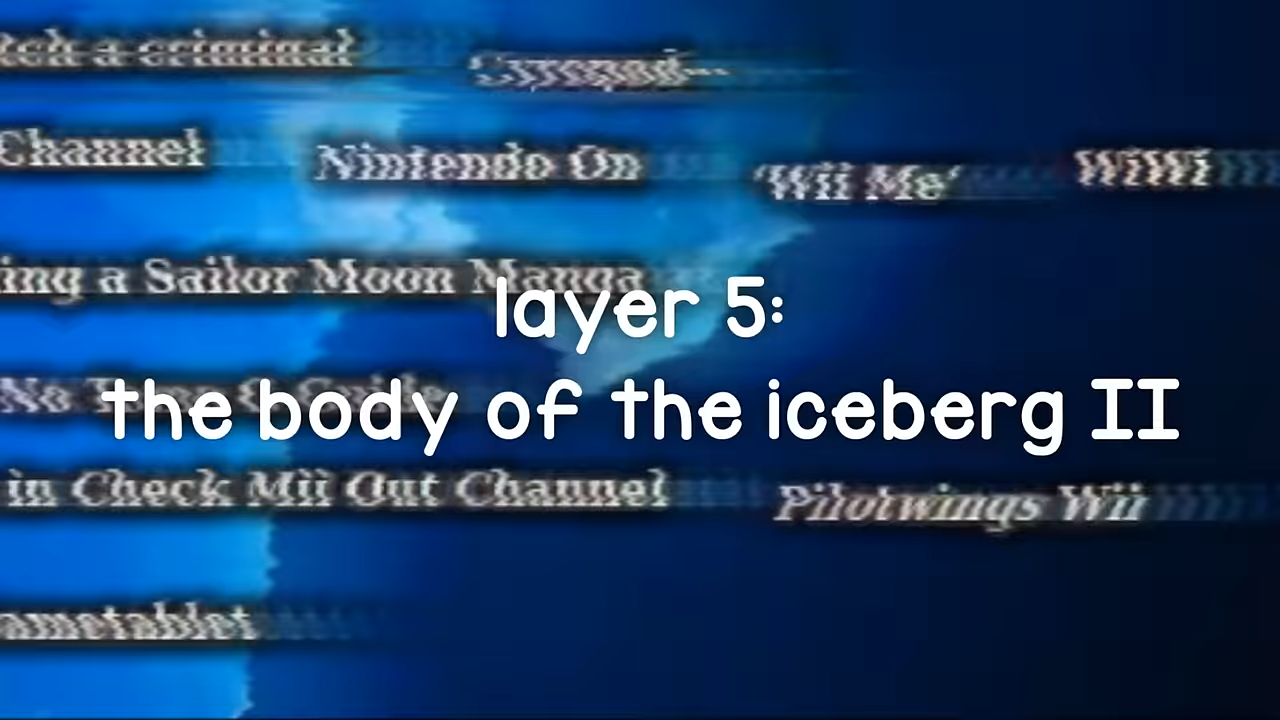 tch a criminal
Channel
Nintendo On
'Wii Me'
WiWi
ing a Sailor Moon Manga
layer 5:
the body of the iceberg II
No
in Check Mii Out Channel
Pilotwings Wii
ametablet